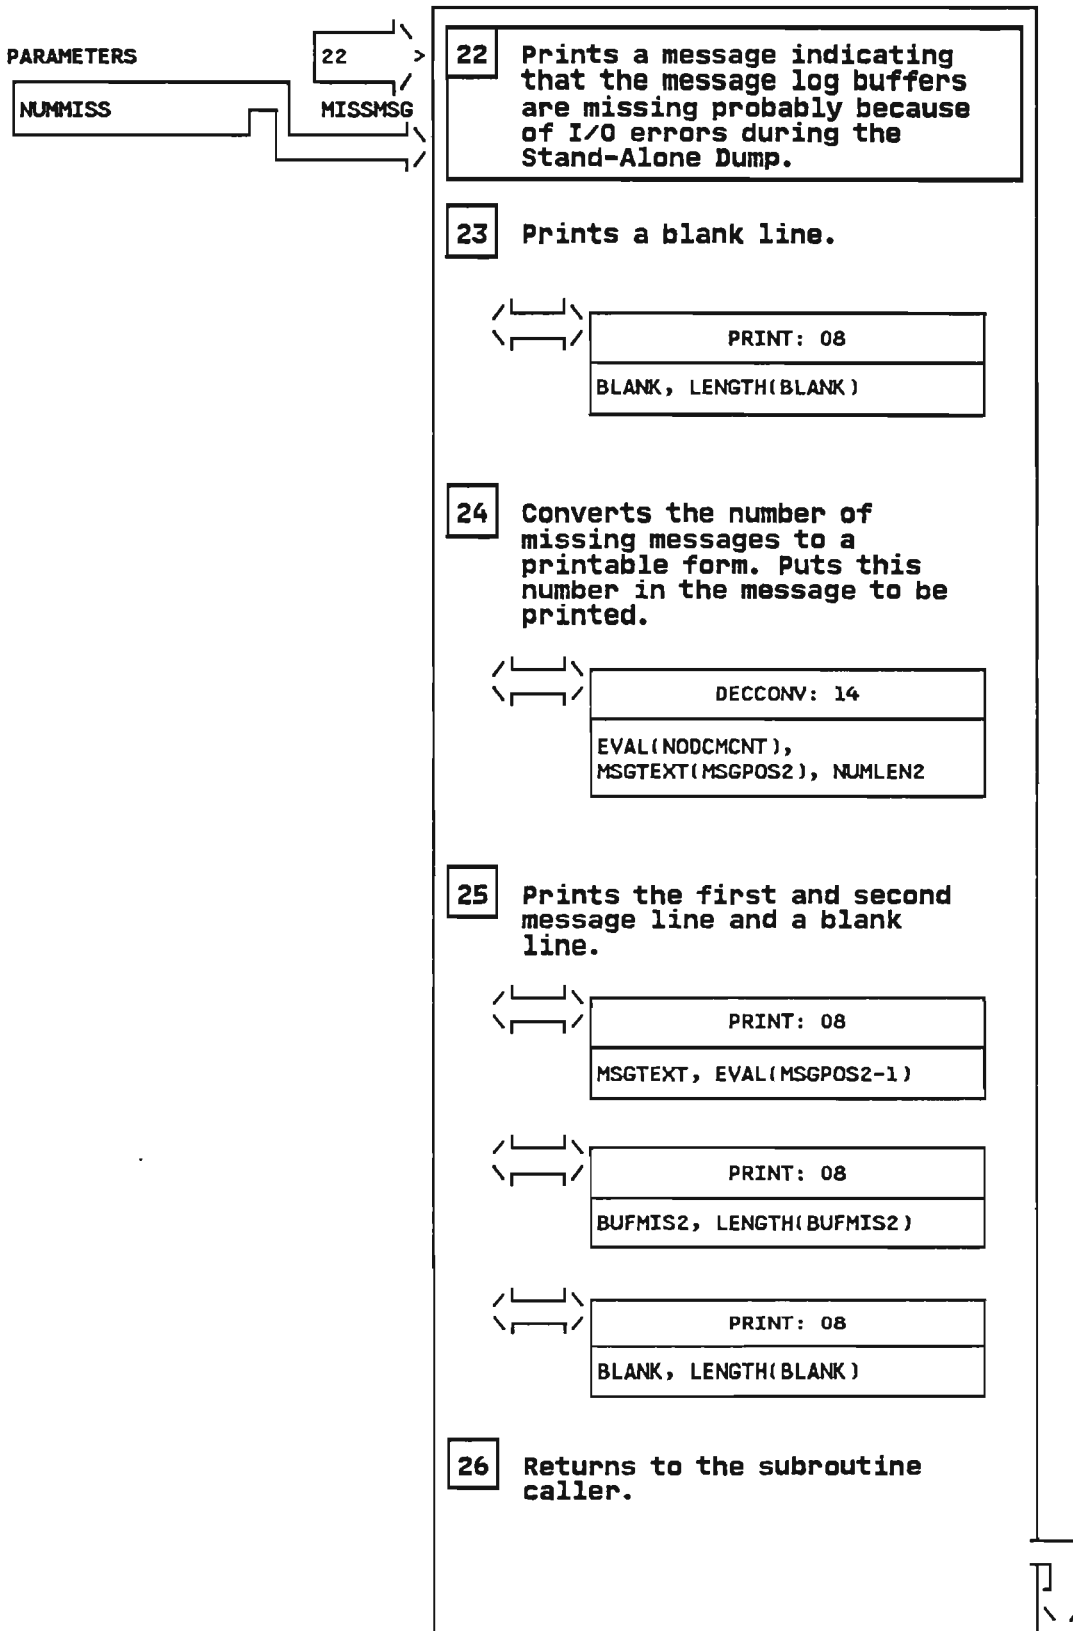 PARAMETERS
22 >
NUMMISS
MISSMSG
22 Prints a message indicating
that the message log buffers
are missing probably because
of I/O errors during the
Stand-Alone Dump.
23 Prints a blank line.
PRINT: 08
BLANK, LENGTH(BLANK)
24 Converts the number of
missing messages to a
printable form. Puts this
number in the message to be
printed.
DECCONV: 14
EVAL(NODCMCNT),
MSGTEXT(MSGPOS2), NUMLEN2
25 Prints the first and second
message line and a blank
line.
PRINT: 08
MSGTEXT, EVAL(MSGPOS2-1)
PRINT: 08
BUFMIS2, LENGTH(BUFMIS2)
PRINT: 08
BLANK, LENGTH(BLANK)
26 Returns to the subroutine
caller.